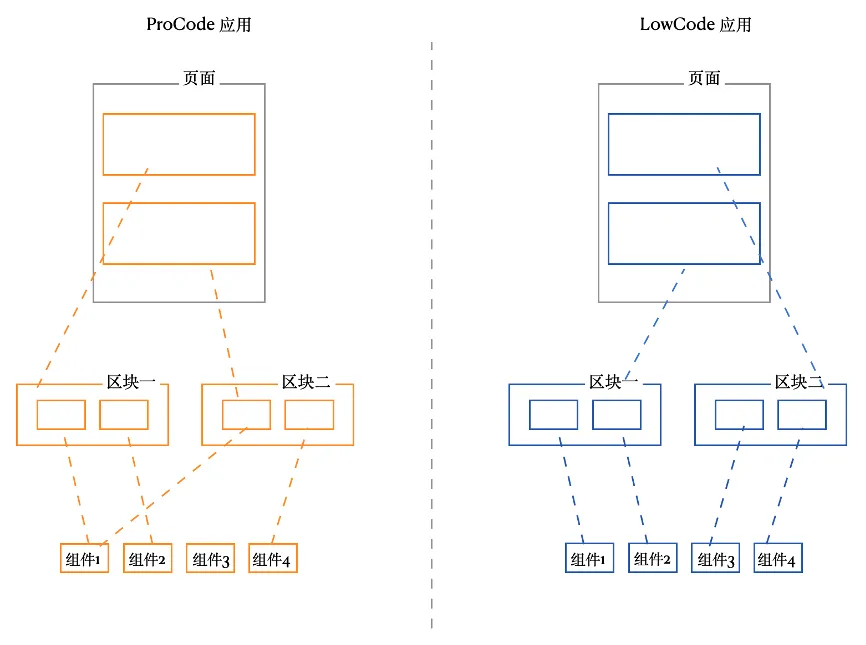 ProCode 应用
LowCode 应用
页面
页面
区块一
区块二
区块一
区块二
组件1
组件2
组件3
组件4
组件1
组件2
组件3
组件4